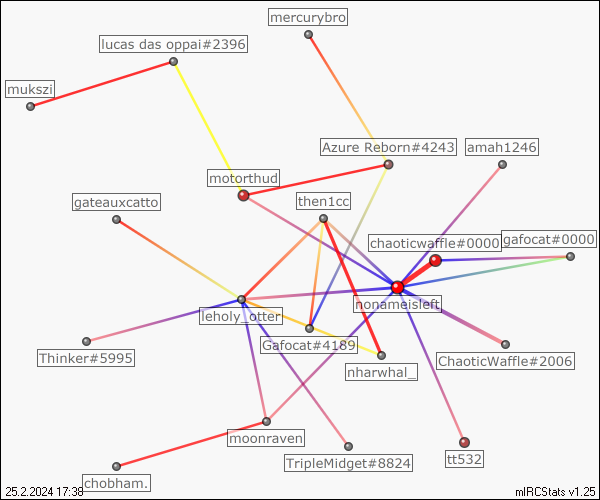 mercurybro
lucas das oppai#2396
mukszi
Azure Reborn#4243
amah1246
motorthud
gateauxcatto
then1cc
chaoticwaffle#0000
gafocat#0000
nonameisleft
leholy_otter
Gafocat#4189
Thinker#5995
ChaoticWaffle#2006
nharwhal_
moonraven
TripleMidget#8824
tt532
chobham.
25.2.2024 17:38
mIRCStats v1.25